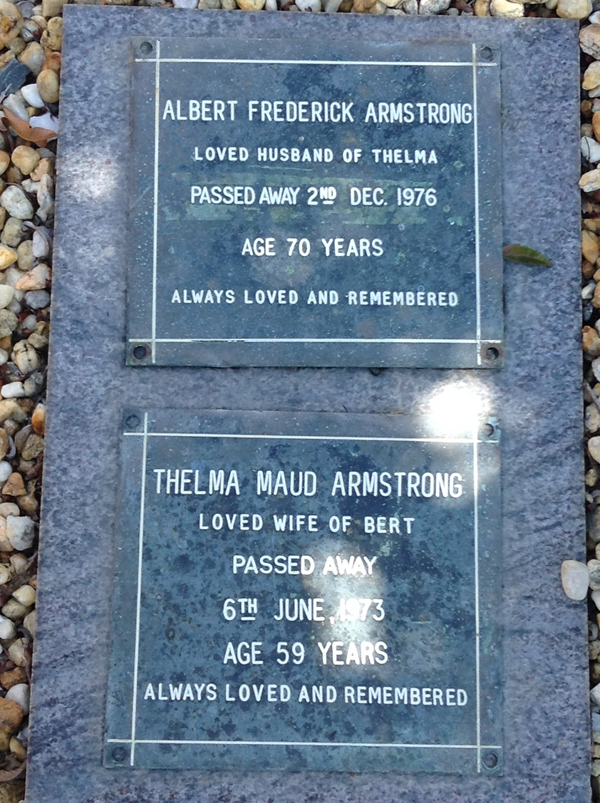 ALBERT FREDERICK ARMSTRONG
LOVED HUSBAND OF THELMA
PASSED AWAY 2ND DEC. 1976
AGE 70 YEARS
ALWAYS LOVED AND REMEMBERED
THELMA MAUD ARMSTRONG
LOVED WIFE OF BERT
PASSED AWAY
6TH JUNE, 1973
AGE 59 YEARS
ALWAYS LOVED AND REMEMBERED